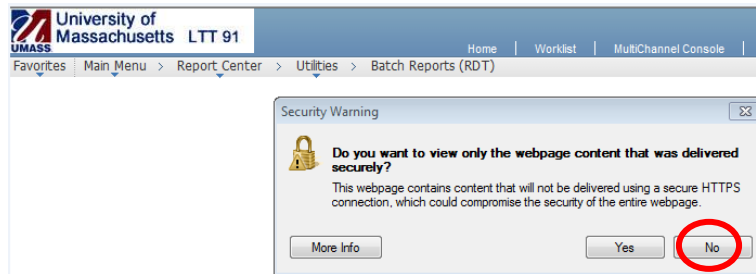 University of
Massachusetts LTT 91
UMASS
Home | Worklist | MultiChannel Console |
Favorites Main Menu > Report Center > Utilities > Batch Reports (RDT)
Security Warning
Do you want to view only the webpage content that was delivered
securely?
This webpage contains content that will not be delivered using a secure HTTPS
connection, which could compromise the security of the entire webpage.
More Info Yes No